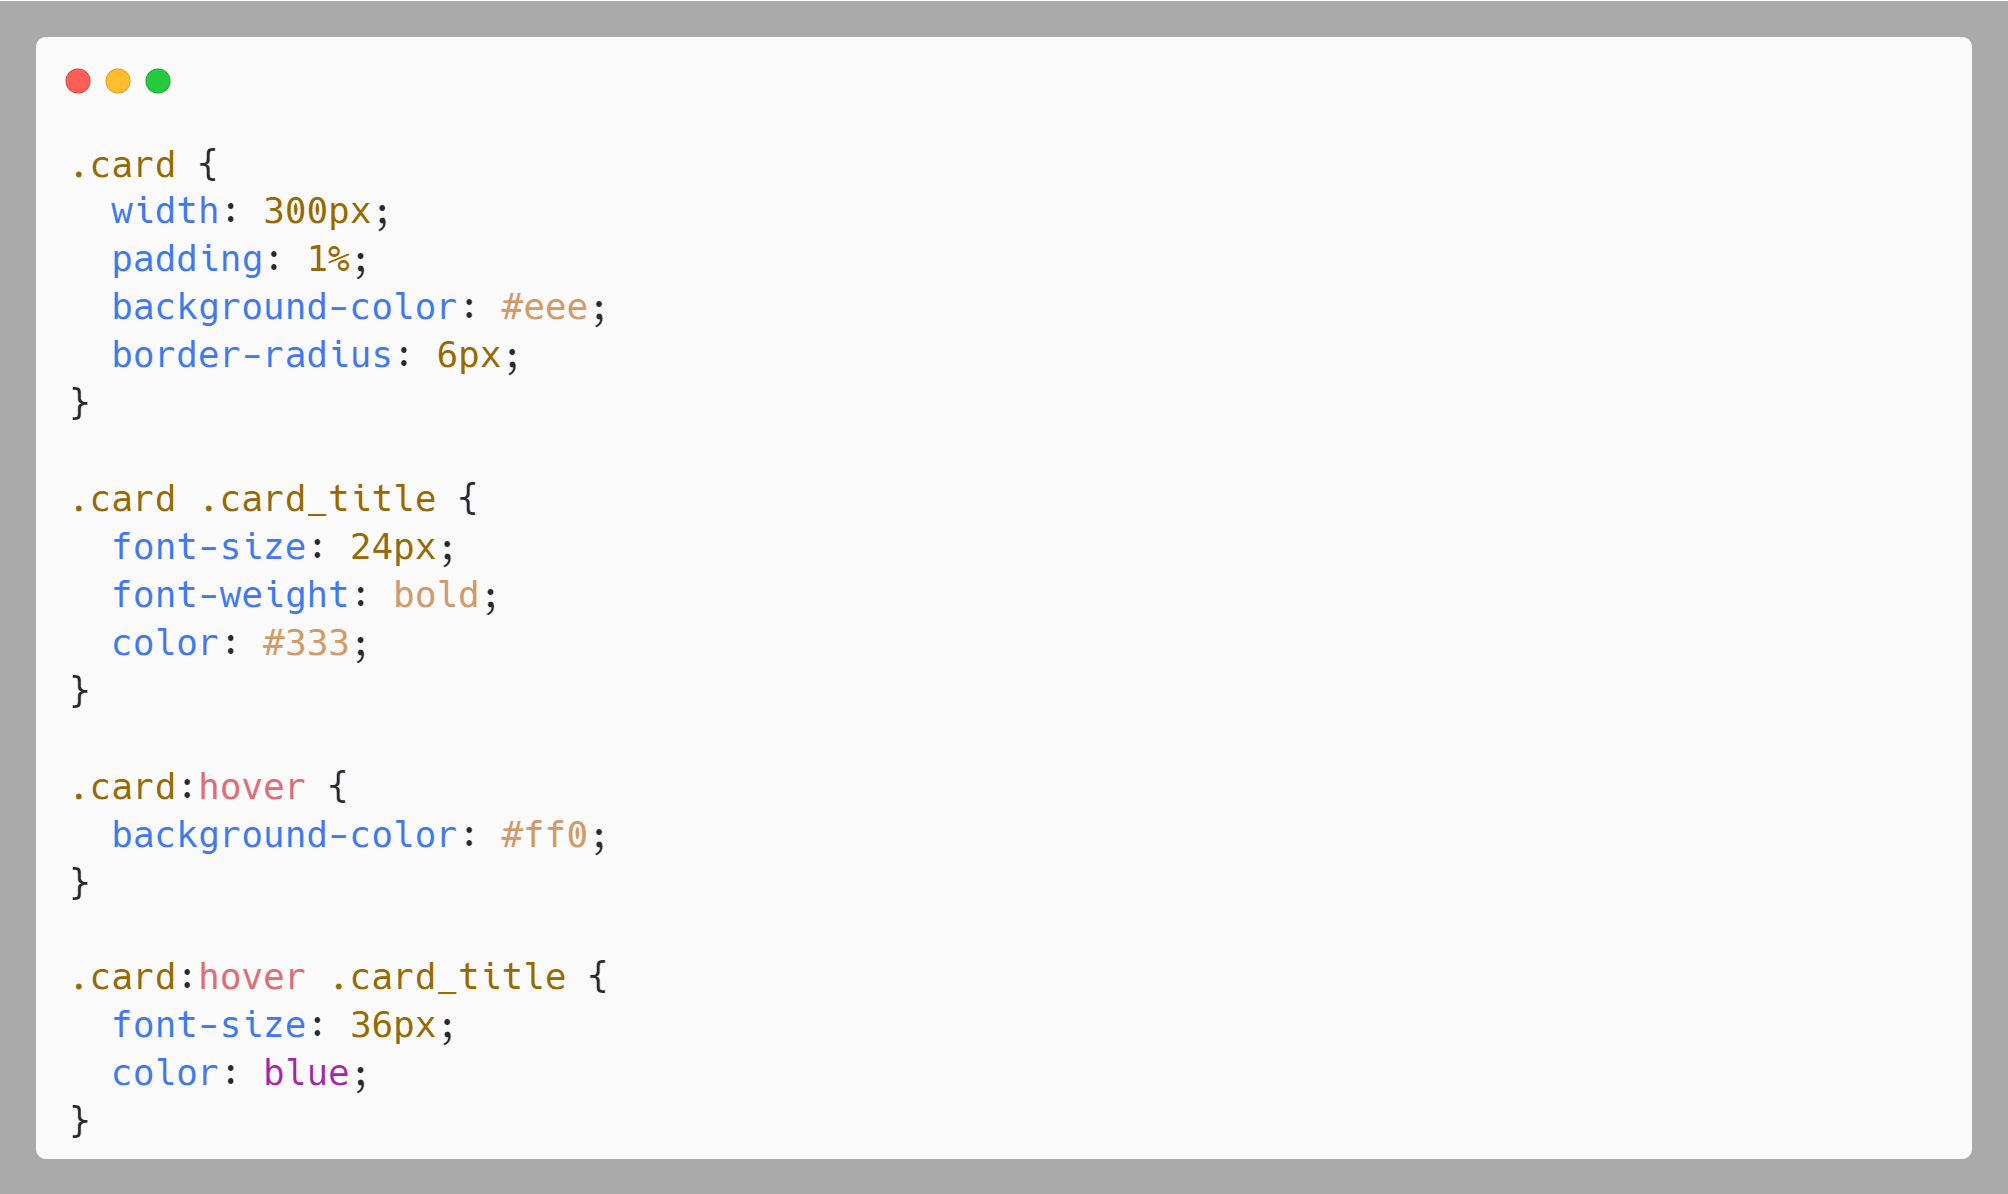 .card {
  width: 300px;
  padding: 1%;
  background-color: #eee;
  border-radius: 6px;
}

.card .card_title {
  font-size: 24px;
  font-weight: bold;
  color: #333;
}

.card:hover {
  background-color: #ff0;
}

.card:hover .card_title {
  font-size: 36px;
  color: blue;
}